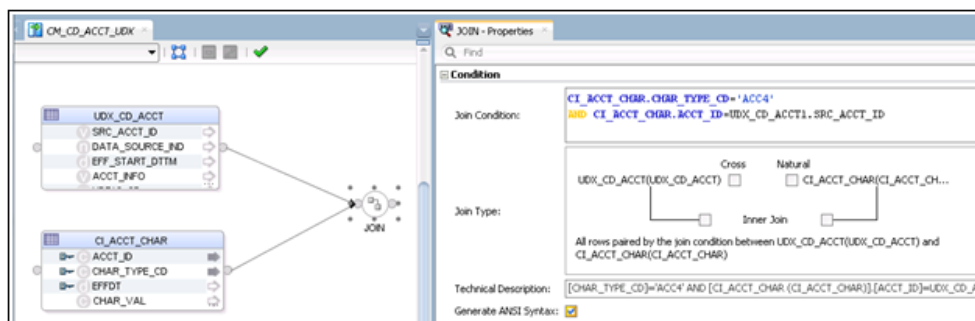 CM_CD_ACCT_UDX
UDX_CD_ACCT
SRC_ACCT_ID
DATA_SOURCE_IND
EFF_START_DTTM
ACCT_INFO
CI_ACCT_CHAR
ACCT_ID
CHAR_TYPE_CD
EFFDT
CHAR_VAL
JOIN
JOIN - Properties
Find
Condition
Join Condition:
CI_ACCT_CHAR.CHAR_TYPE_CD='ACC4'
AND CI_ACCT_CHAR.ACCT_ID=UDX_CD_ACCT1.SRC_ACCT_ID
Join Type:
Cross Natural
UDX_CD_ACCT(UDX_CD_ACCT) CI_ACCT_CHAR(CI_ACCT_CH...
Inner Join
All rows paired by the join condition between UDX_CD_ACCT(UDX_CD_ACCT) and
CI_ACCT_CHAR(CI_ACCT_CHAR)
Technical Description: [CHAR_TYPE_CD]='ACC4' AND [CI_ACCT_CHAR (CI_ACCT_CHAR)].[ACCT_ID]=UDX_CD_A
Generate ANSI Syntax: